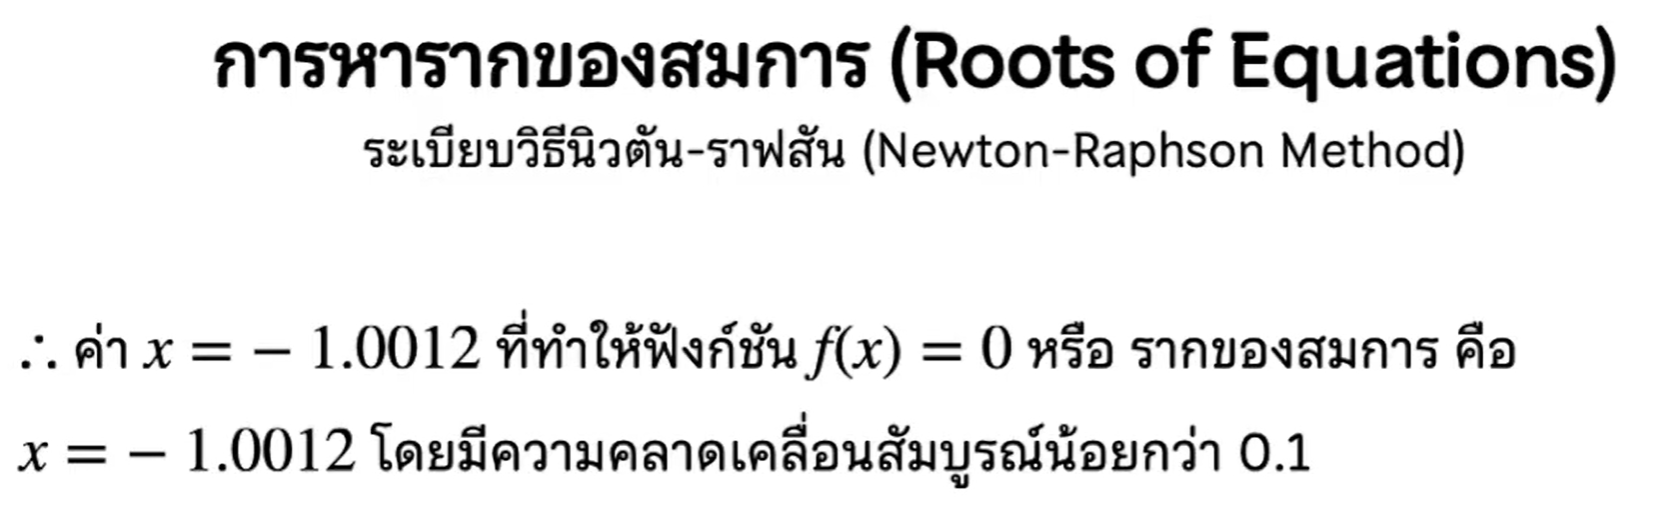 การหารากของสมการ (Roots of Equations)
ระเบียบวิธีนิวตัน-ราฟสัน (Newton-Raphson Method)
∴ ค่า x = − 1.0012 ที่ทำให้ฟังก์ชัน f(x) = 0 หรือ รากของสมการ คือ
x = − 1.0012 โดยมีความคลาดเคลื่อนสัมบูรณ์น้อยกว่า 0.1